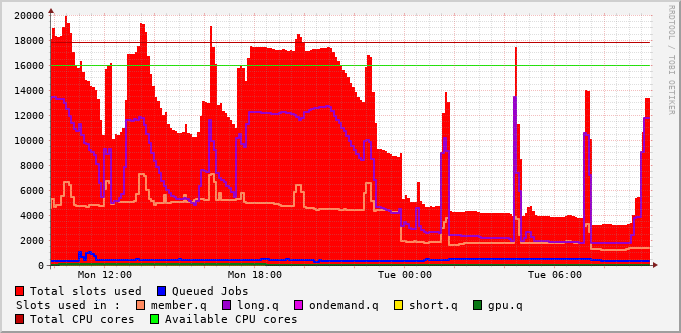 20000
18000
16000
14000
12000
10000
8000
6000
4000
2000
0
Mon 12:00 Mon 18:00 Tue 00:00 Tue 06:00
RRDTOOL / TOBI OETIKER
Total slots used Queued Jobs
Slots used in : member.q long.q ondemand.q short.q gpu.q
Total CPU cores Available CPU cores